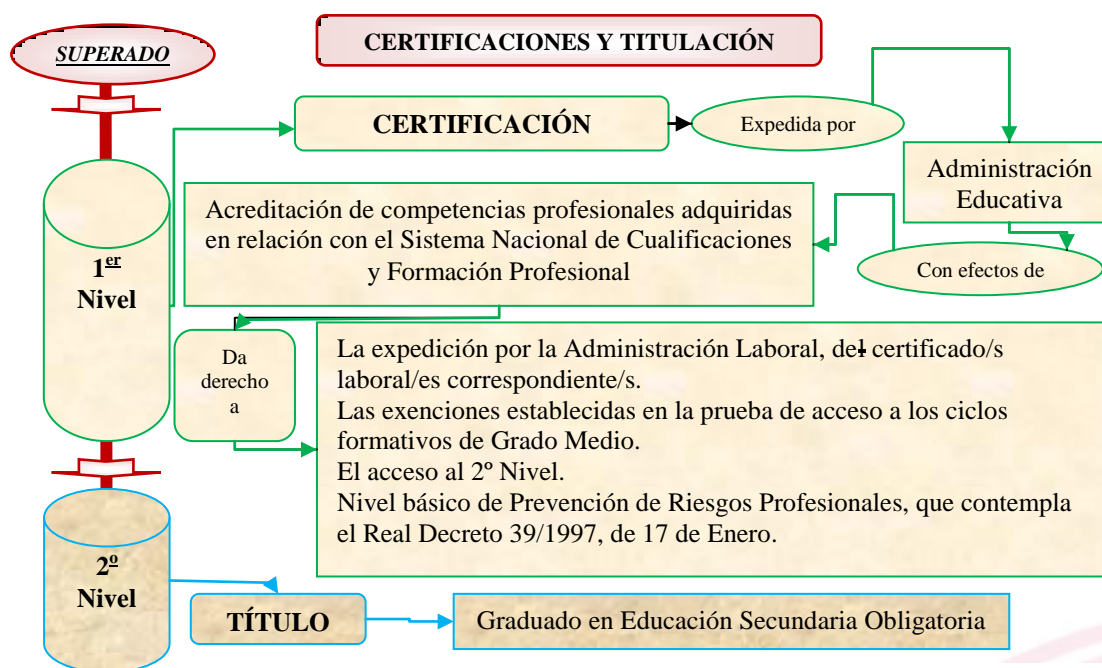 SUPERADO
CERTIFICACIONES Y TITULACIÓN
CERTIFICACIÓN
Expedida por
Administración
Educativa
Con efectos de
Acreditación de competencias profesionales adquiridas
en relación con el Sistema Nacional de Cualificaciones
y Formación Profesional
1er
Nivel
Da
derecho
a
La expedición por la Administración Laboral, del certificado/s
laboral/es correspondiente/s.
Las exenciones establecidas en la prueba de acceso a los ciclos
formativos de Grado Medio.
El acceso al 2º Nivel.
Nivel básico de Prevención de Riesgos Profesionales, que contempla
el Real Decreto 39/1997, de 17 de Enero.
2º
Nivel
TÍTULO
Graduado en Educación Secundaria Obligatoria